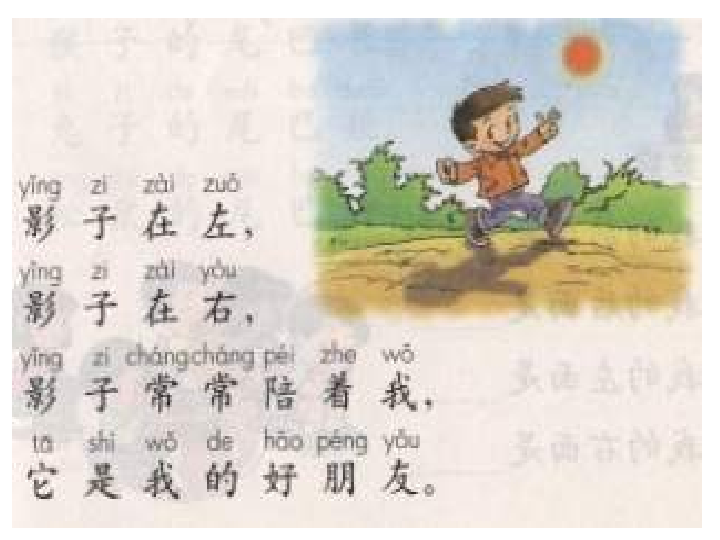 yǐng zi zài zuǒ
影子在左，
yǐng zi zài yòu
影子在右，
yǐng zi cháng cháng péi zhe wǒ
影子常常陪着我，
tā shì wǒ de hǎo péng yǒu
它是我的好朋友。